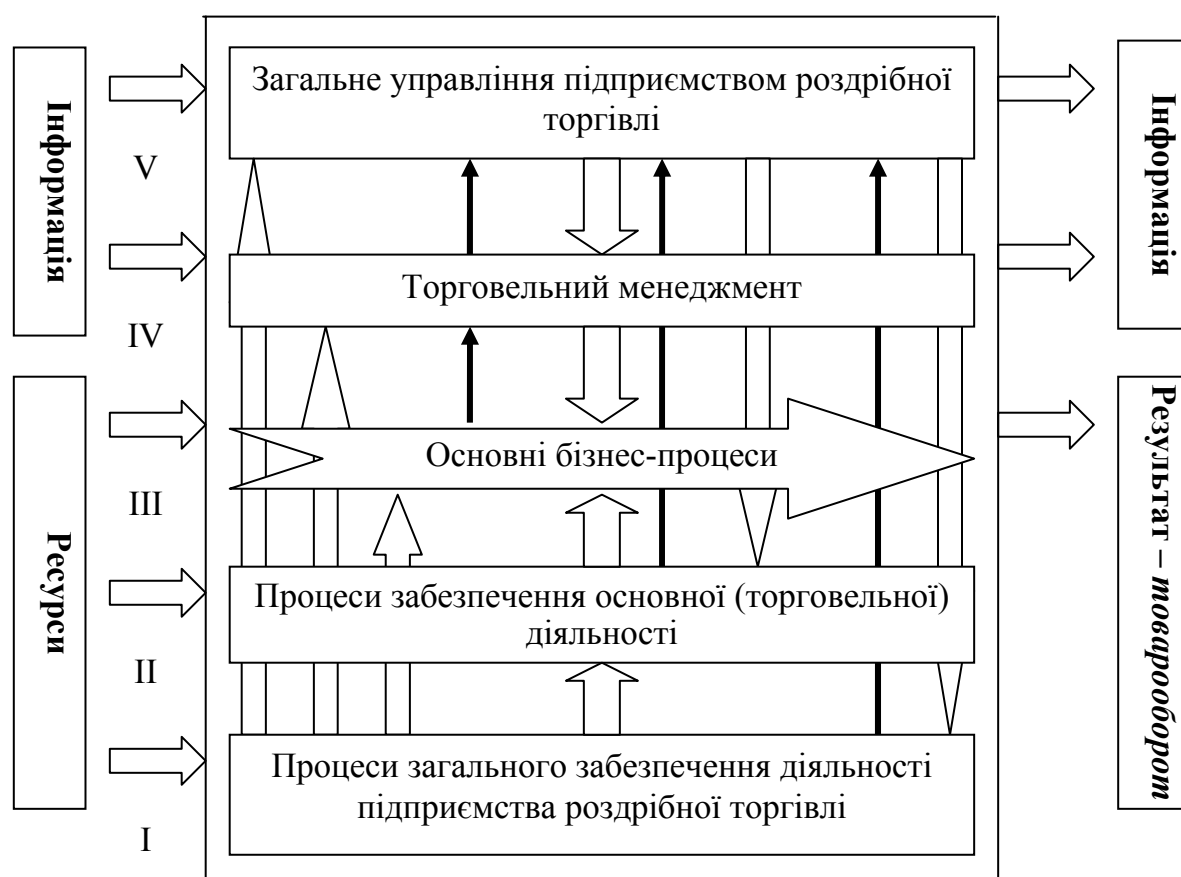 Інформація
Ресурси
V
IV
III
II
I
Загальне управління підприємством роздрібної
торгівлі
Торговельний менеджмент
Основні бізнес-процеси
Процеси забезпечення основної (торговельної)
діяльності
Процеси загального забезпечення діяльності
підприємства роздрібної торгівлі
Інформація
Результат – товарооборот